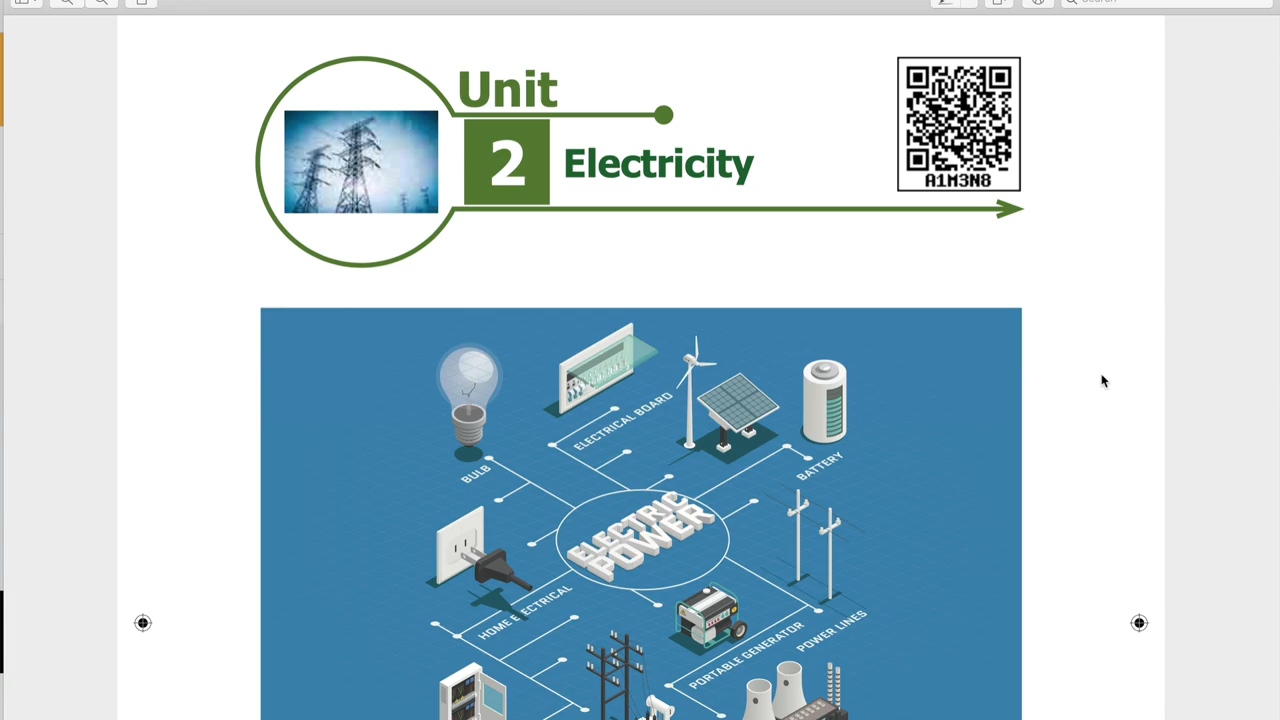 Unit
2
Electricity
A1M3N8
ELECTRICAL BOARD
BULB
BATTERY
ELECTRIC
POWER
HOME ELECTRICAL
POWER LINES
PORTABLE GENERATOR